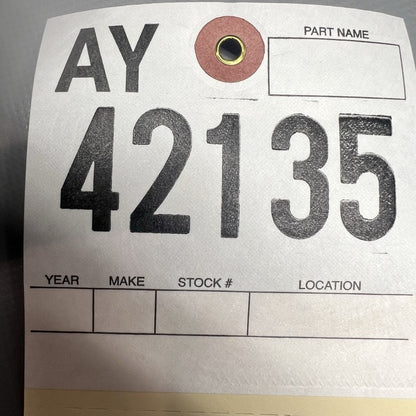 AY
PART NAME
42135
YEAR MAKE STOCK # LOCATION